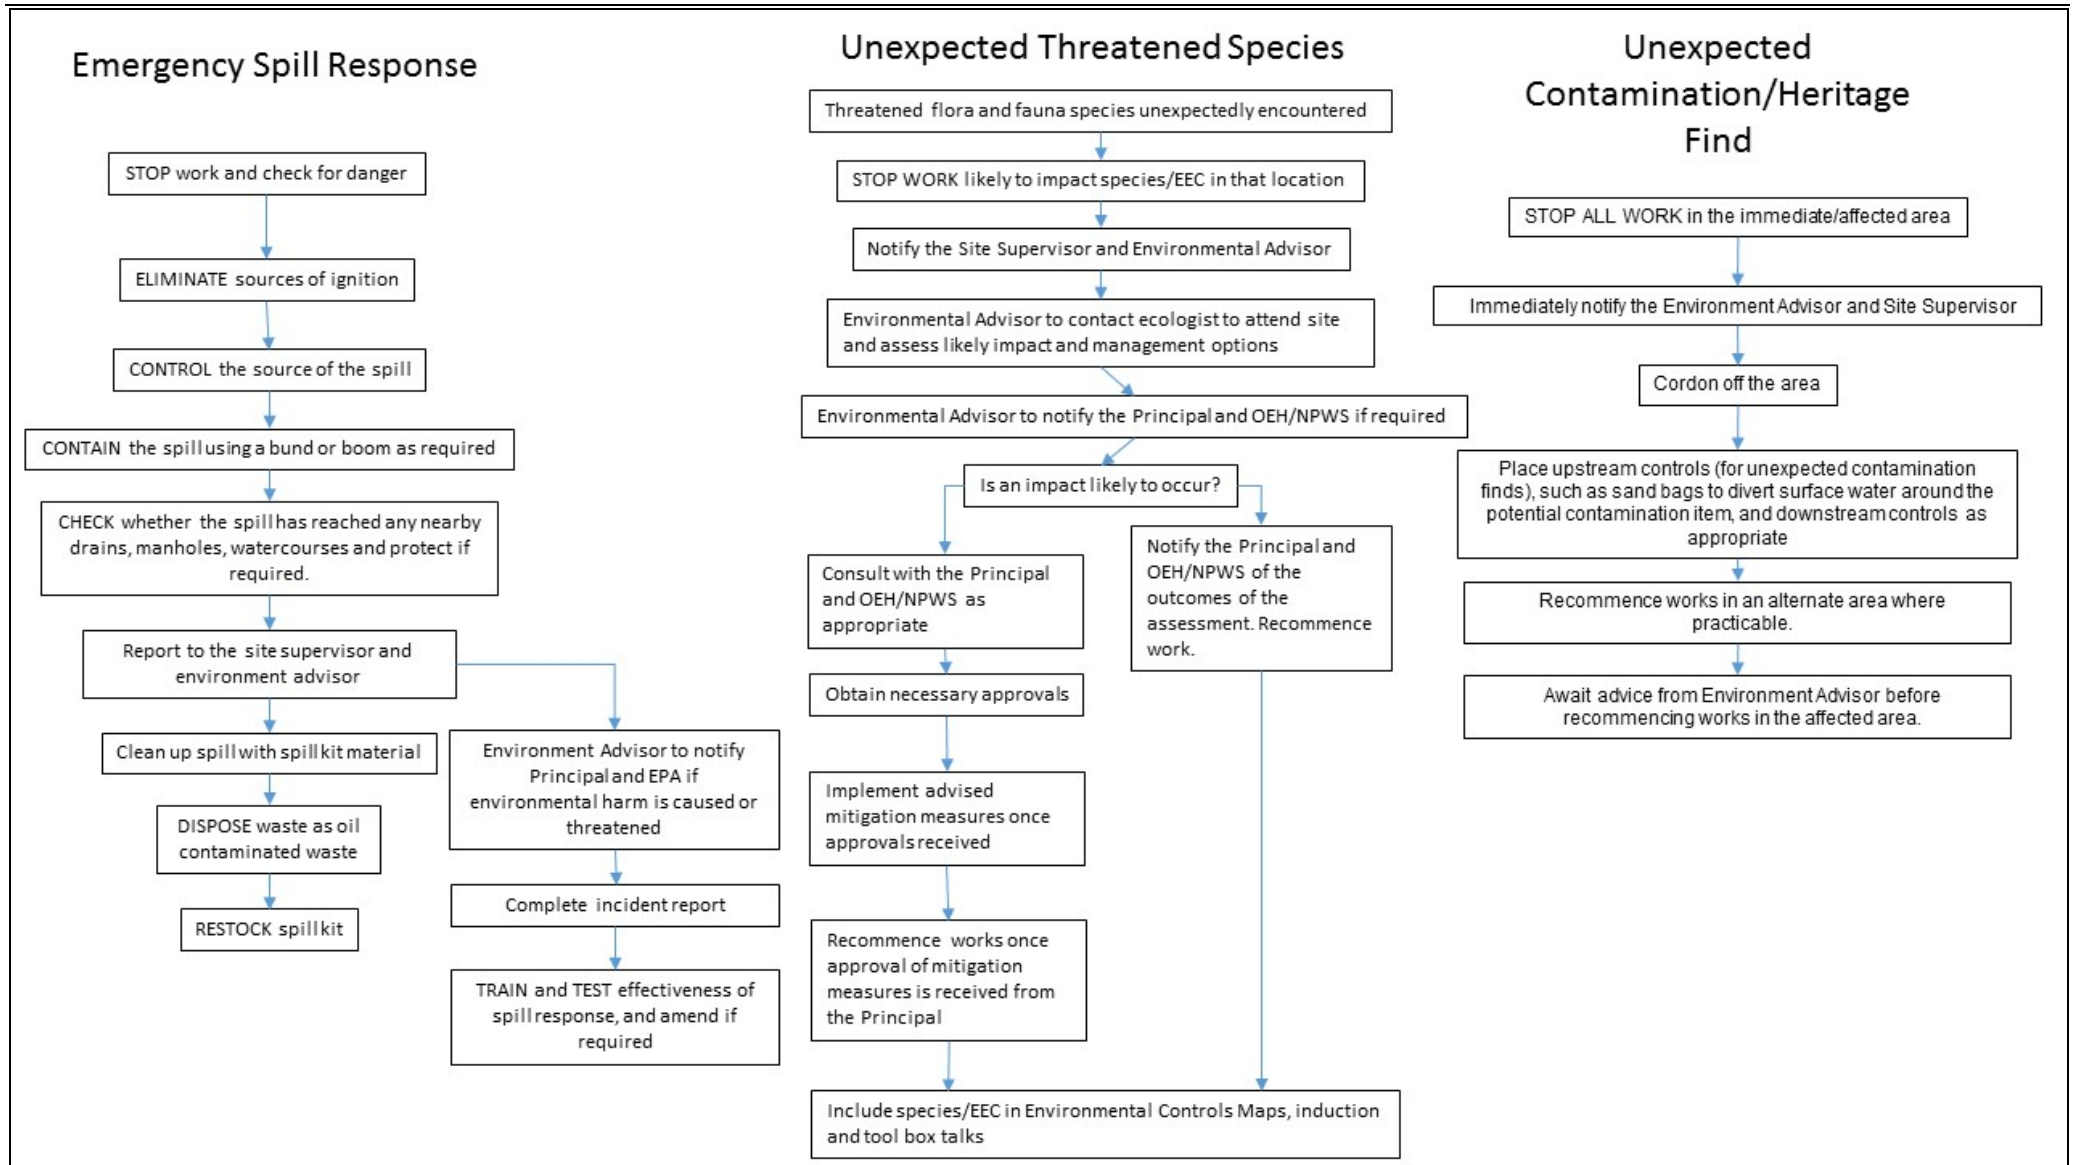 Emergency Spill Response
STOP work and check for danger
ELIMINATE sources of ignition
CONTROL the source of the spill
CONTAIN the spill using a bund or boom as required
CHECK whether the spill has reached any nearby
drains, manholes, watercourses and protect if
required.
Report to the site supervisor and
environment advisor
Clean up spill with spill kit material
DISPOSE waste as oil
contaminated waste
RESTOCK spill kit
Environment Advisor to notify
Principal and EPA if
environmental harm is caused or
threatened
Complete incident report
TRAIN and TEST effectiveness of
spill response, and amend if
required
Unexpected Threatened Species
Threatened flora and fauna species unexpectedly encountered
STOP WORK likely to impact species/EEC in that location
Notify the Site Supervisor and Environmental Advisor
Environmental Advisor to contact ecologist to attend site
and assess likely impact and management options
Environmental Advisor to notify the Principal and OEH/NPWS if required
Is an impact likely to occur?
Consult with the Principal
and OEH/NPWS as
appropriate
Obtain necessary approvals
Implement advised
mitigation measures once
approvals received
Recommence works once
approval of mitigation
measures is received from
the Principal
Notify the Principal and
OEH/NPWS of the
outcomes of the
assessment. Recommence
work.
Include species/EEC in Environmental Controls Maps, induction
and tool box talks
Unexpected
Contamination/Heritage
Find
STOP ALL WORK in the immediate/affected area
Immediately notify the Environment Advisor and Site Supervisor
Cordon off the area
Place upstream controls (for unexpected contamination
finds), such as sand bags to divert surface water around the
potential contamination item, and downstream controls as
appropriate
Recommence works in an alternate area where
practicable.
Await advice from Environment Advisor before
recommencing works in the affected area.